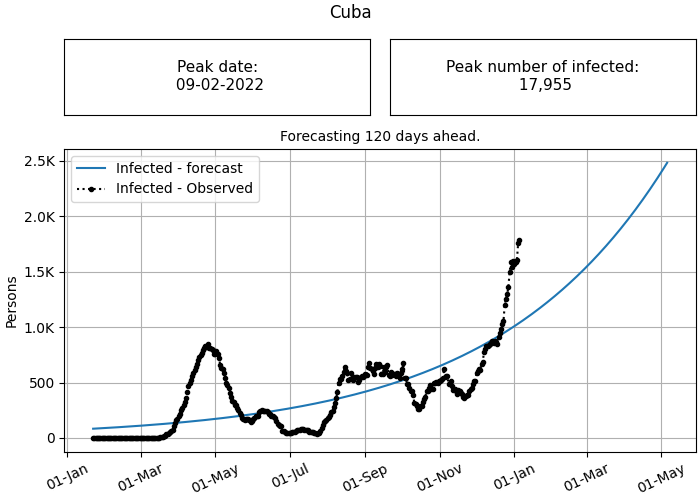 Cuba
Peak date:
09-02-2022
Peak number of infected:
17,955
Forecasting 120 days ahead.
2.5K
2.0K
1.5K
1.0K
500
0
Persons
Infected - forecast
Infected - Observed
01-Jan
01-Mar
01-May
01-Jul
01-Sep
01-Nov
01-Jan
01-Mar
01-May